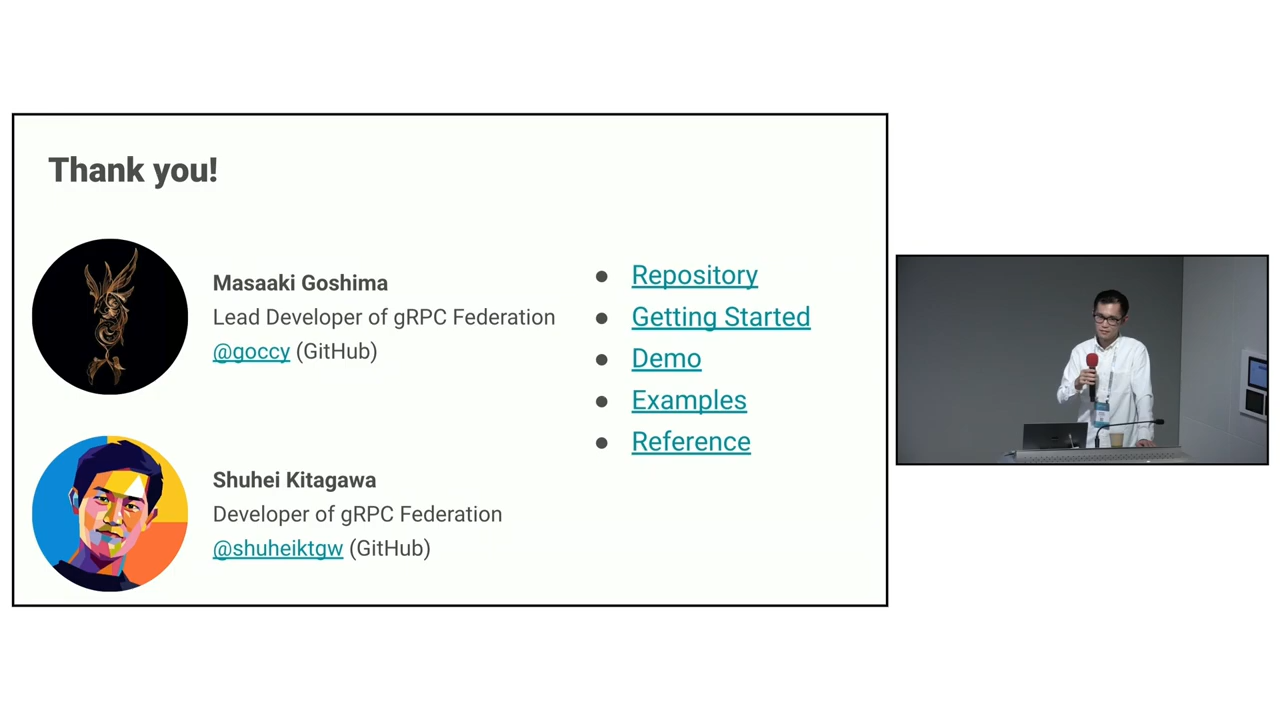 Thank you!
Masaaki Goshima
Lead Developer of gRPC Federation
@goccy (GitHub)
Shuhei Kitagawa
Developer of gRPC Federation
@shuheiktgw (GitHub)
Repository
Getting Started
Demo
Examples
Reference